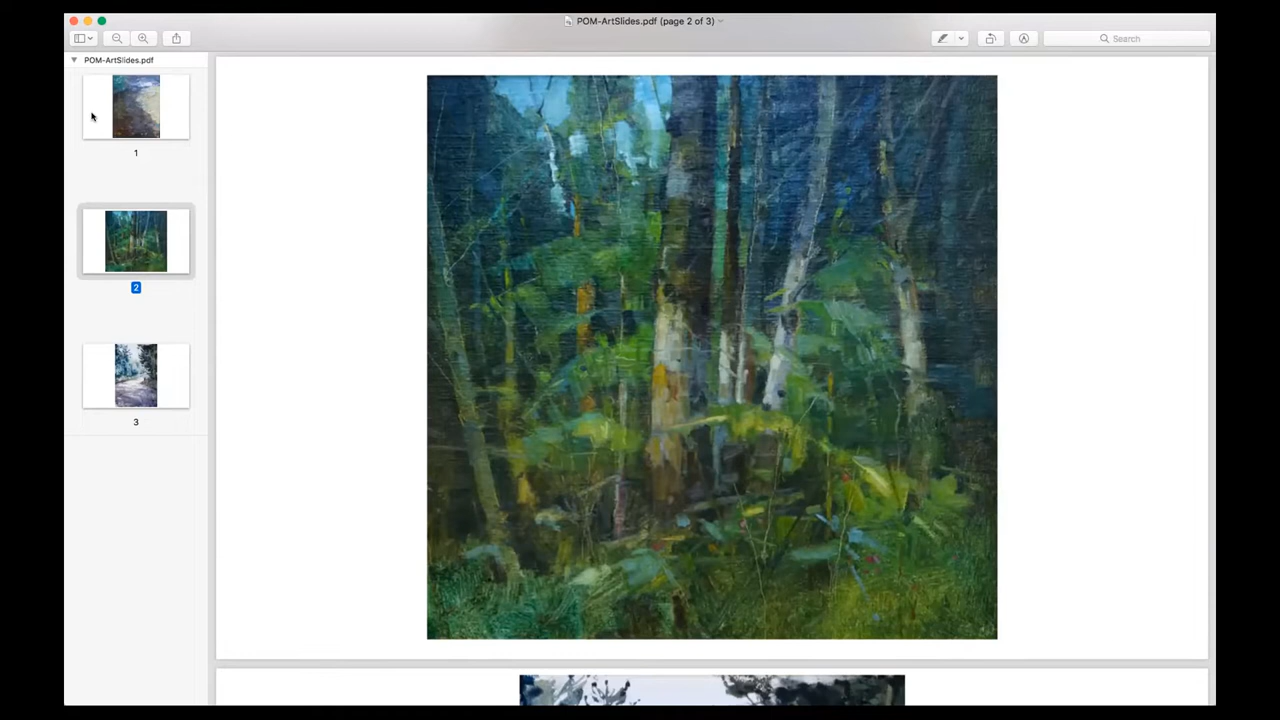 POM-ArtSlides.pdf (page 2 of 3)
Search
POM-ArtSlides.pdf
1
2
3